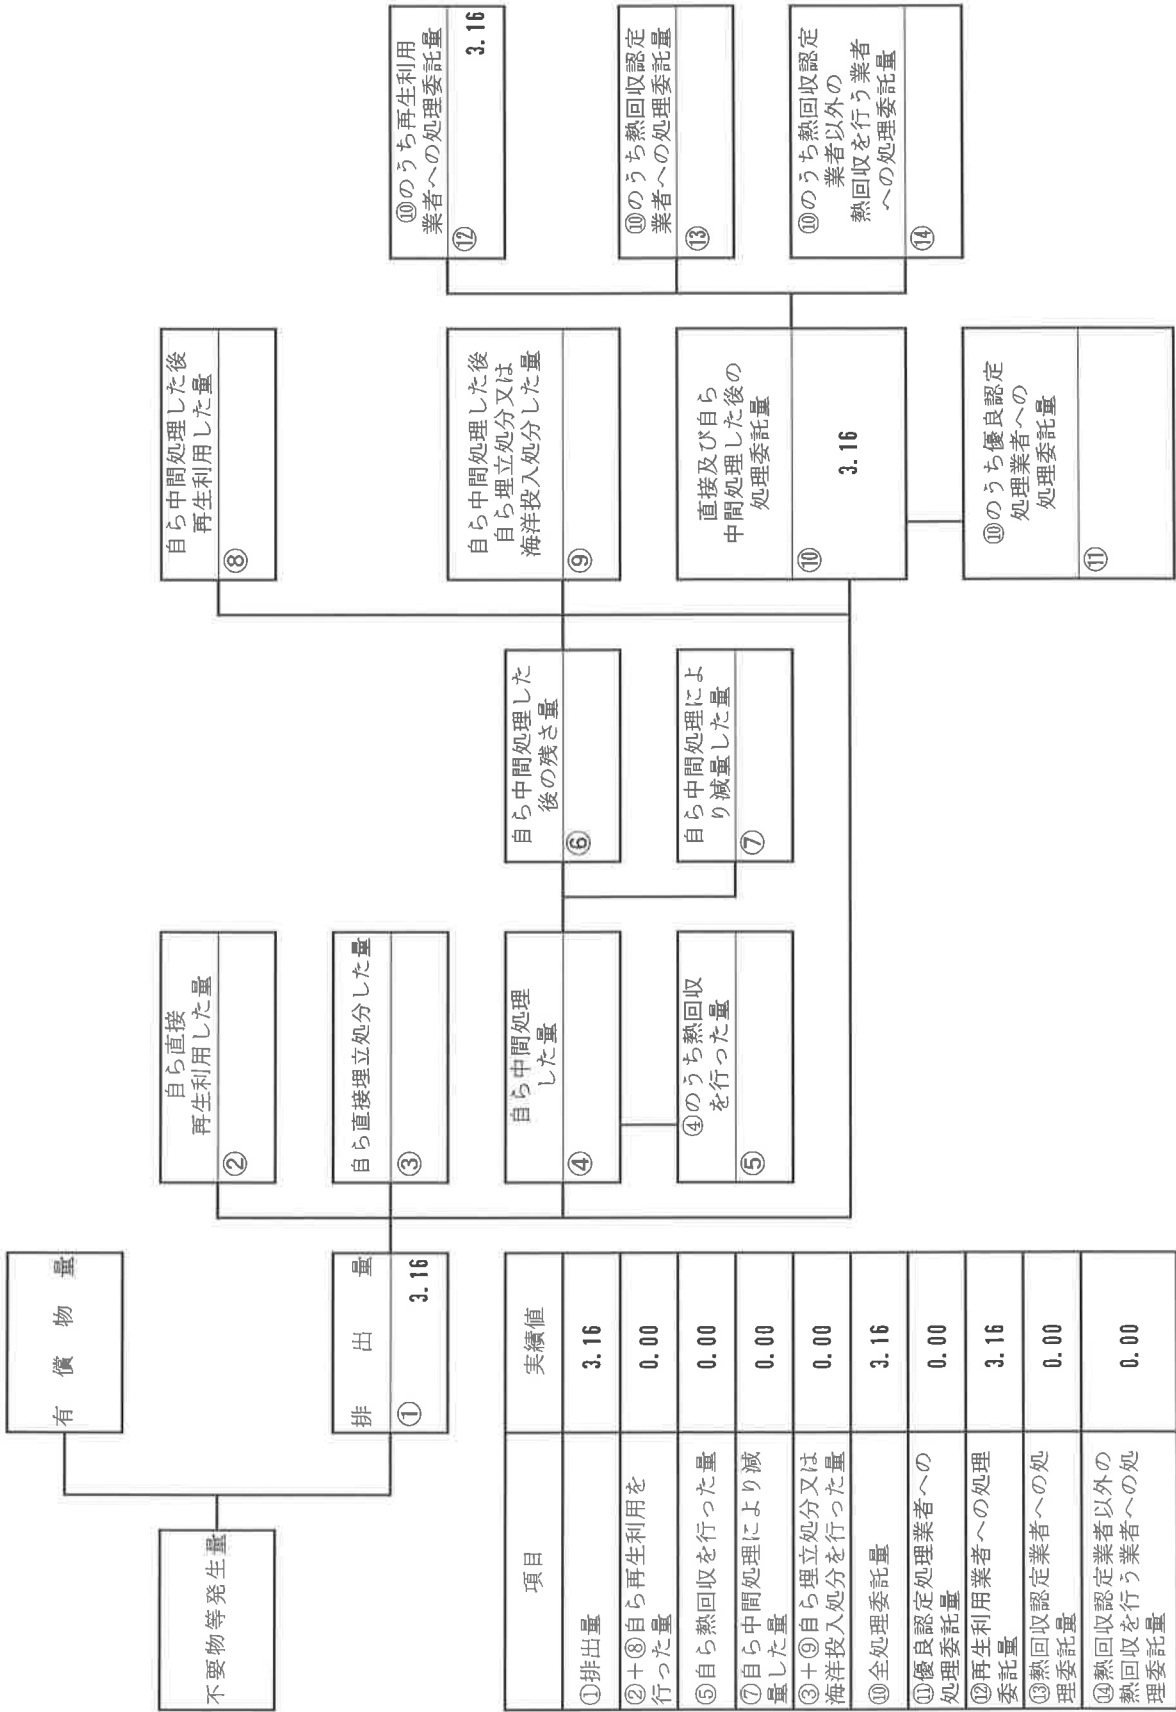 不要物等発生量
有償物量
排出量
①
3.16
自ら直接
再生利用した量
②
自ら直接埋立処分した量
③
自ら中間処理
した量
④
④のうち熱回収
を行った量
⑤
自ら中間処理した
後の残さ量
⑥
自ら中間処理によ
り減量した量
⑦
自ら中間処理した後
再生利用した量
⑧
自ら中間処理した後
自ら埋立処分又は
海洋投入処分した量
⑨
直接及び自ら
中間処理した後の
処理委託量
⑩
3.16
⑩のうち優良認定
処理業者への
処理委託量
⑪
⑩のうち再生利用
業者への処理委託量
⑫
3.16
⑩のうち熱回収認定
業者への処理委託量
⑬
⑩のうち熱回収認定
業者以外の
熱回収を行う業者
への処理委託量
⑭
項目 実績値
①排出量 3.16
②+⑧自ら再生利用を
行った量 0.00
⑤自ら熱回収を行った量 0.00
⑦自ら中間処理により減
量した量 0.00
③+⑨自ら埋立処分又は
海洋投入処分を行った量 0.00
⑩全処理委託量 3.16
⑪優良認定処理業者への
処理委託量 0.00
⑫再生利用業者への処理
委託量 3.16
⑬熱回収認定業者への処
理委託量 0.00
⑭熱回収認定業者以外の
熱回収を行う業者への処
理委託量 0.00